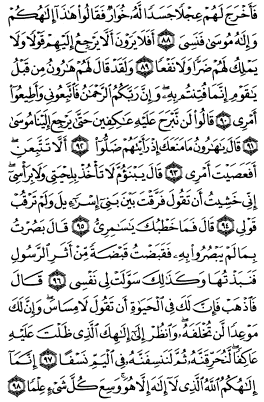 فَأَخْرَجَ لَهُمْ عِجْلًا جَسَدًا لَّهُۥ خُوَارٌ فَقَالُوا۟ هَٰذَآ إِلَٰهُكُمْ
وَإِلَٰهُ مُوسَىٰ فَنَسِىَ ٨٨ أَفَلَا يَرَوْنَ أَلَّا يَرْجِعُ إِلَيْهِمْ قَوْلًا وَلَا
يَمْلِكُ لَهُمْ ضَرًّا وَلَا نَفْعًا ٨٩ وَلَقَدْ قَالَ لَهُمْ هَٰرُونُ مِن قَبْلُ
يَٰقَوْمِ إِنَّمَا فُتِنتُم بِهِۦ ۖ وَإِنَّ رَبَّكُمُ ٱلرَّحْمَٰنُ فَٱتَّبِعُونِى وَأَطِيعُوٓا۟
أَمْرِى ٩٠ قَالُوا۟ لَن نَّبْرَحَ عَلَيْهِ عَٰكِفِينَ حَتَّىٰ يَرْجِعَ إِلَيْنَا مُوسَىٰ
٩١ قَالَ يَٰهَٰرُونُ مَا مَنَعَكَ إِذْ رَأَيْتَهُمْ ضَلُّوٓا۟ ٩٢ أَلَّا تَتَّبِعَنِ ۖ
أَفَعَصَيْتَ أَمْرِى ٩٣ قَالَ يَبْنَؤُمَّ لَا تَأْخُذْ بِلِحْيَتِى وَلَا بِرَأْسِىٓ ۖ
إِنِّى خَشِيتُ أَن تَقُولَ فَرَّقْتَ بَيْنَ بَنِىٓ إِسْرَٰٓءِيلَ وَلَمْ تَرْقُبْ
قَوْلِى ٩٤ قَالَ فَمَا خَطْبُكَ يَٰسَٰمِرِىُّ ٩٥ قَالَ بَصُرْتُ
بِمَا لَمْ يَبْصُرُوا۟ بِهِۦ فَقَبَضْتُ قَبْضَةً مِّنْ أَثَرِ ٱلرَّسُولِ
فَنَبَذْتُهَا وَكَذَٰلِكَ سَوَّلَتْ لِى نَفْسِى ٩٦ قَالَ
فَٱذْهَبْ فَإِنَّ لَكَ فِى ٱلْحَيَوٰةِ أَن تَقُولَ لَا مِسَاسَ ۖ وَإِنَّ لَكَ
مَوْعِدًا لَّن تُخْلَفَهُۥ ۖ وَٱنظُرْ إِلَىٰٓ إِلَٰهِكَ ٱلَّذِى ظَلْتَ عَلَيْهِ
عَاكِفًا ۖ لَّنُحَرِّقَنَّهُۥ ثُمَّ لَنَنسِفَنَّهُۥ فِى ٱلْيَمِّ نَسْفًا ٩٧ إِنَّمَآ
إِلَٰهُكُمُ ٱللَّهُ ٱلَّذِى لَآ إِلَٰهَ إِلَّا هُوَ ۚ وَسِعَ كُلَّ شَىْءٍ عِلْمًا ٩٨